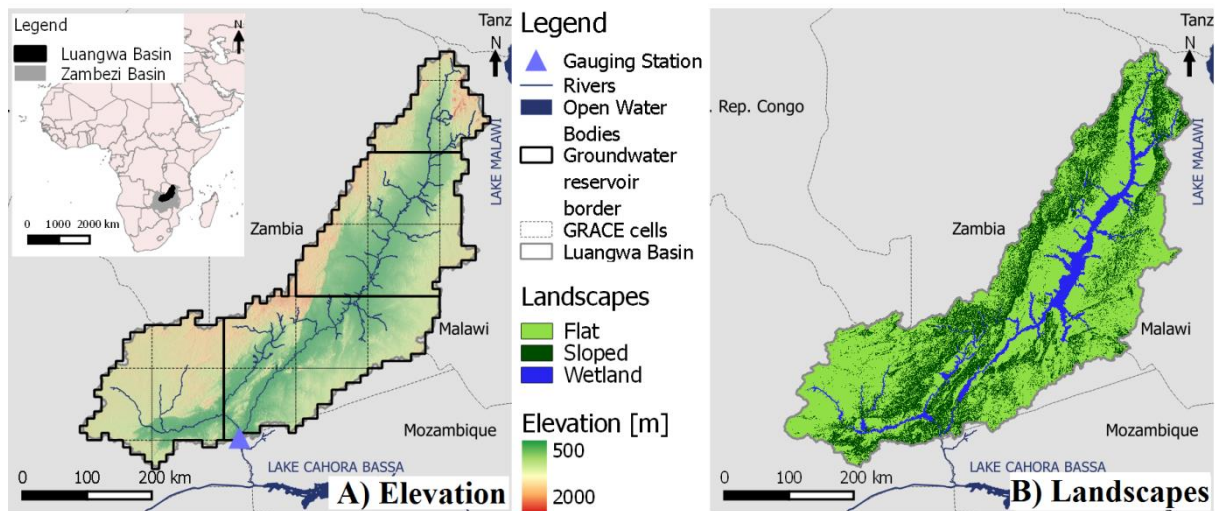 Legend
Luangwa Basin
Zambezi Basin
N
0 1000 2000 km
Tanz
N
Zambia
LAKE MALAWI
Malawi
Mozambique
LAKE CAHORA BASSA
0 100 200 km
A) Elevation
Legend
Gauging Station
Rivers
Open Water
Bodies
Groundwater
reservoir
border
GRACE cells
Luangwa Basin
Landscapes
Flat
Sloped
Wetland
Elevation [m]
500
2000
Tanz
N
. Rep. Congo
LAKE MALAWI
Zambia
Malawi
Mozambique
LAKE CAHORA BASSA
0 100 200 km
B) Landscapes